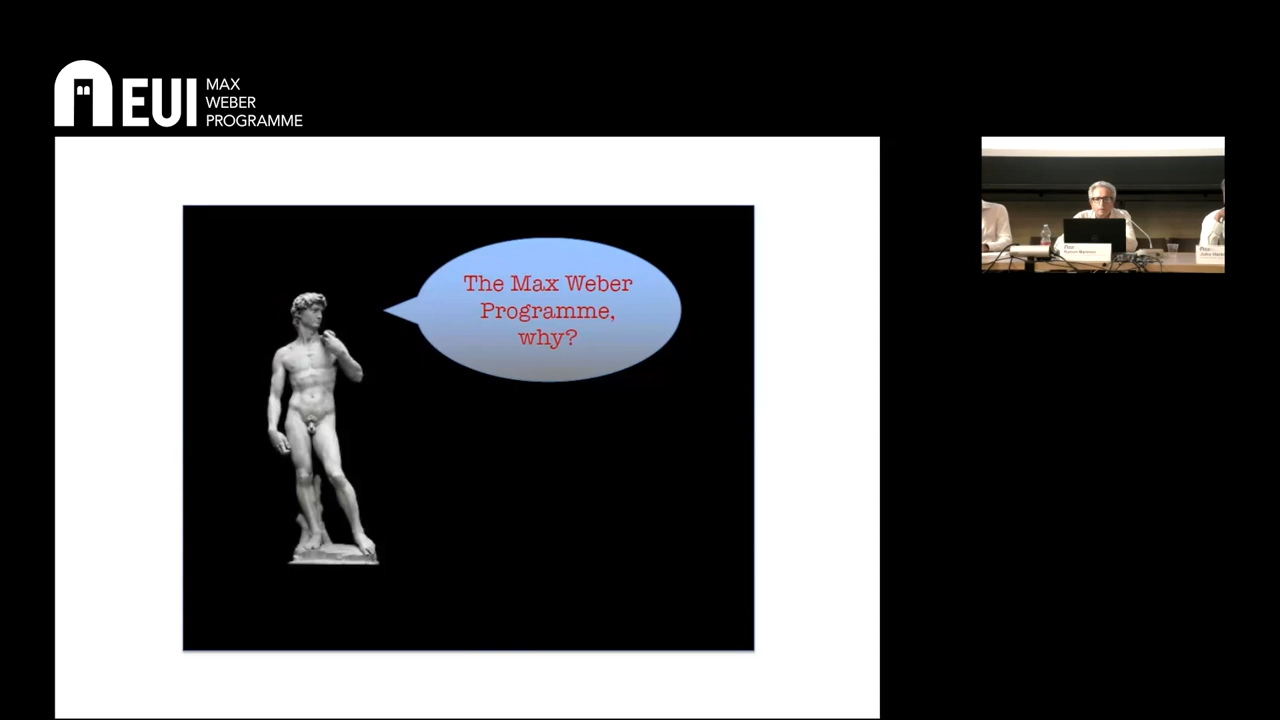 EUI
MAX
WEBER
PROGRAMME
The Max Weber
Programme,
why?